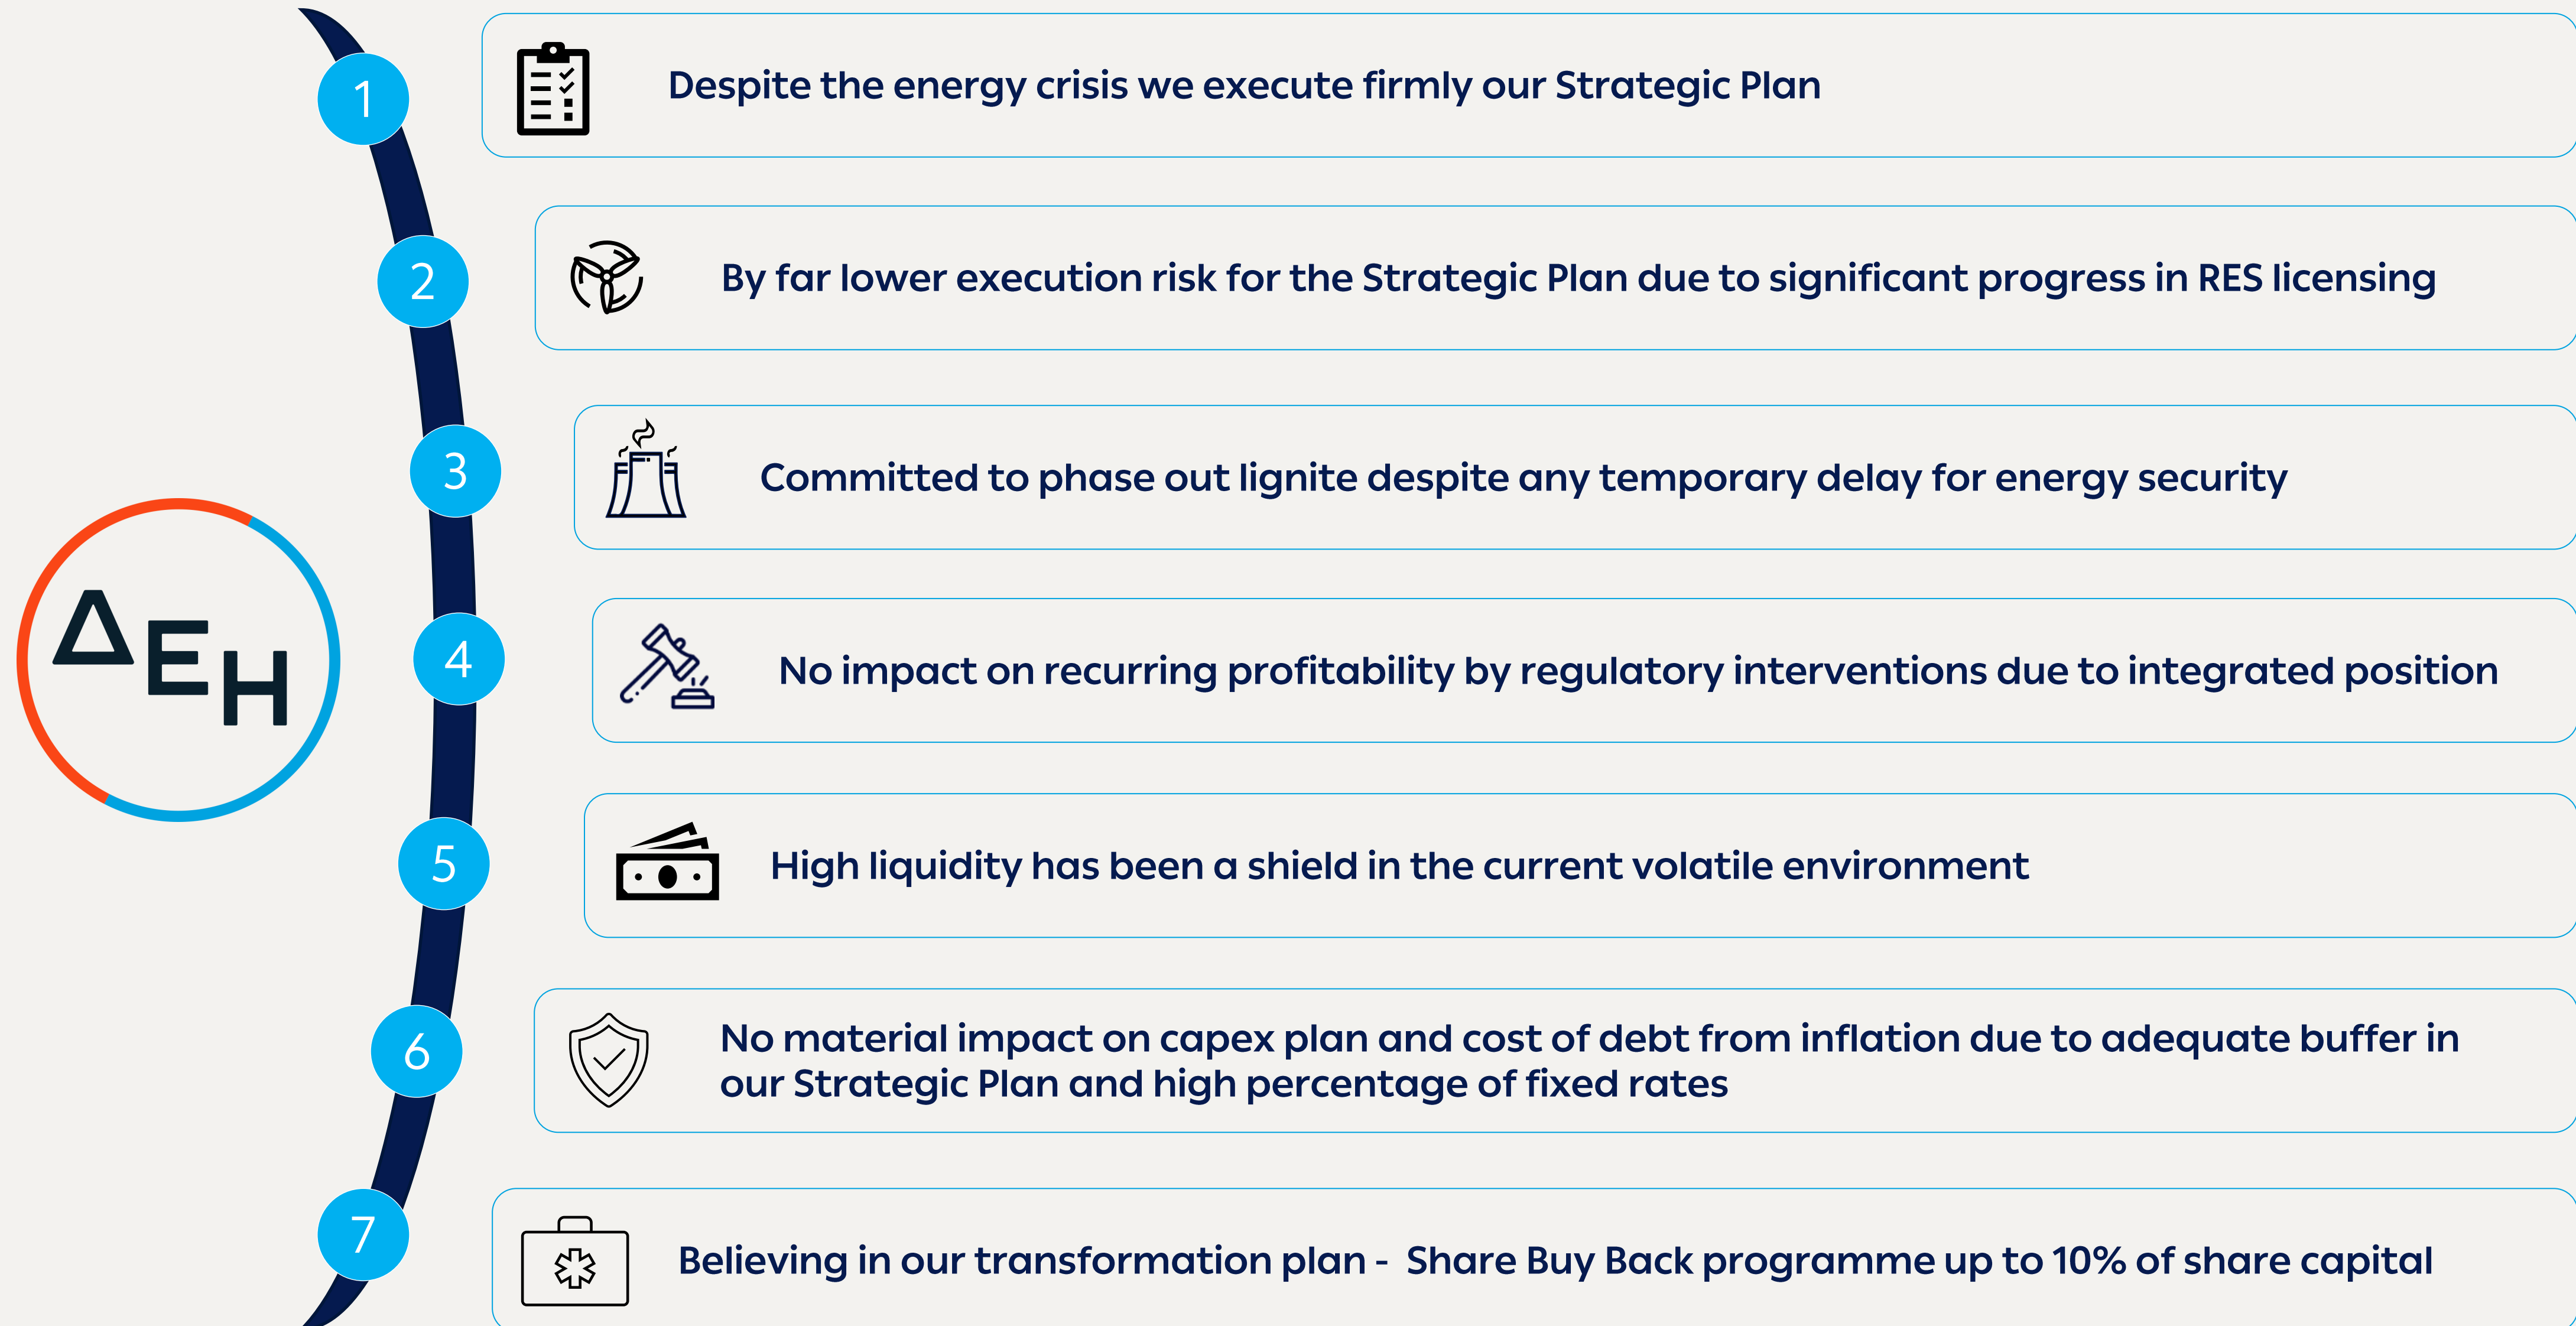 1
Despite the energy crisis we execute firmly our Strategic Plan
2
By far lower execution risk for the Strategic Plan due to significant progress in RES licensing
3
Committed to phase out lignite despite any temporary delay for energy security
ΔΕΗ
4
No impact on recurring profitability by regulatory interventions due to integrated position
5
High liquidity has been a shield in the current volatile environment
6
No material impact on capex plan and cost of debt from inflation due to adequate buffer in
our Strategic Plan and high percentage of fixed rates
7
Believing in our transformation plan - Share Buy Back programme up to 10% of share capital